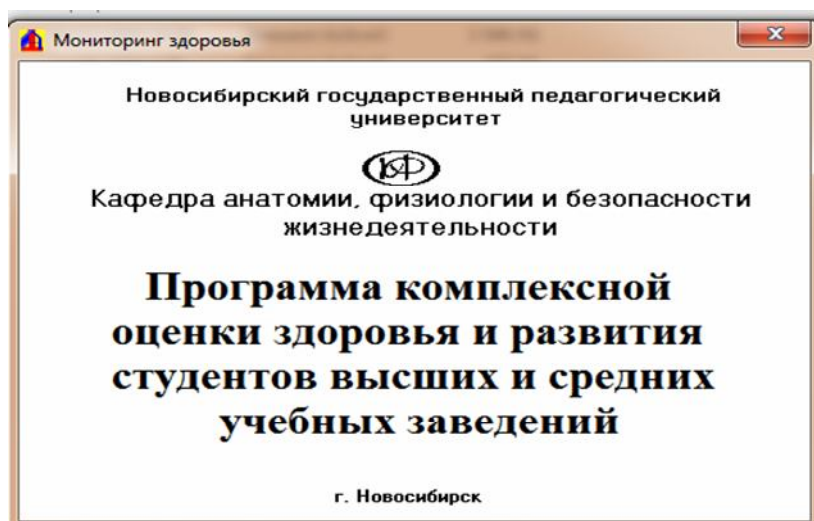 Мониторинг здоровья
Новосибирский государственный педагогический
университет
Кафедра анатомии, физиологии и безопасности
жизнедеятельности
Программа комплексной
оценки здоровья и развития
студентов высших и средних
учебных заведений
г. Новосибирск